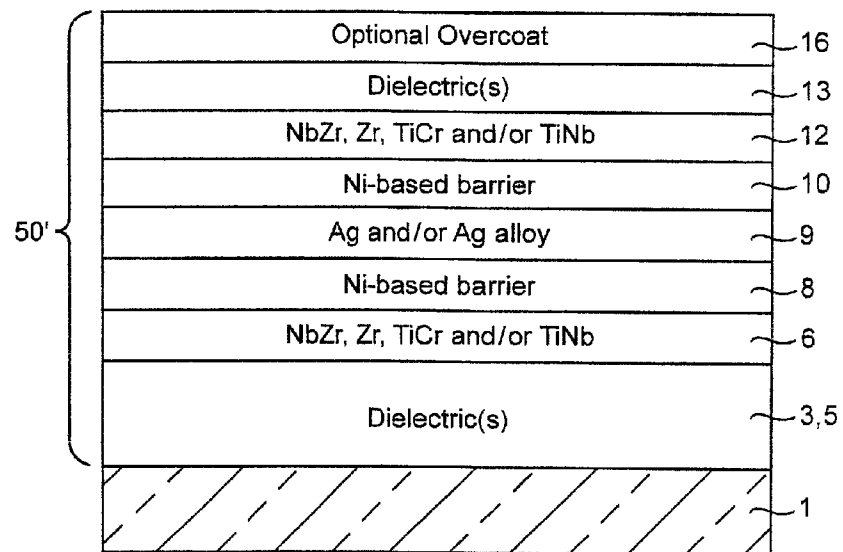 Optional Overcoat 16
Dielectric(s) 13
NbZr, Zr, TiCr and/or TiNb 12
Ni-based barrier 10
50' Ag and/or Ag alloy 9
Ni-based barrier 8
NbZr, Zr, TiCr and/or TiNb 6
Dielectric(s) 3,5
1